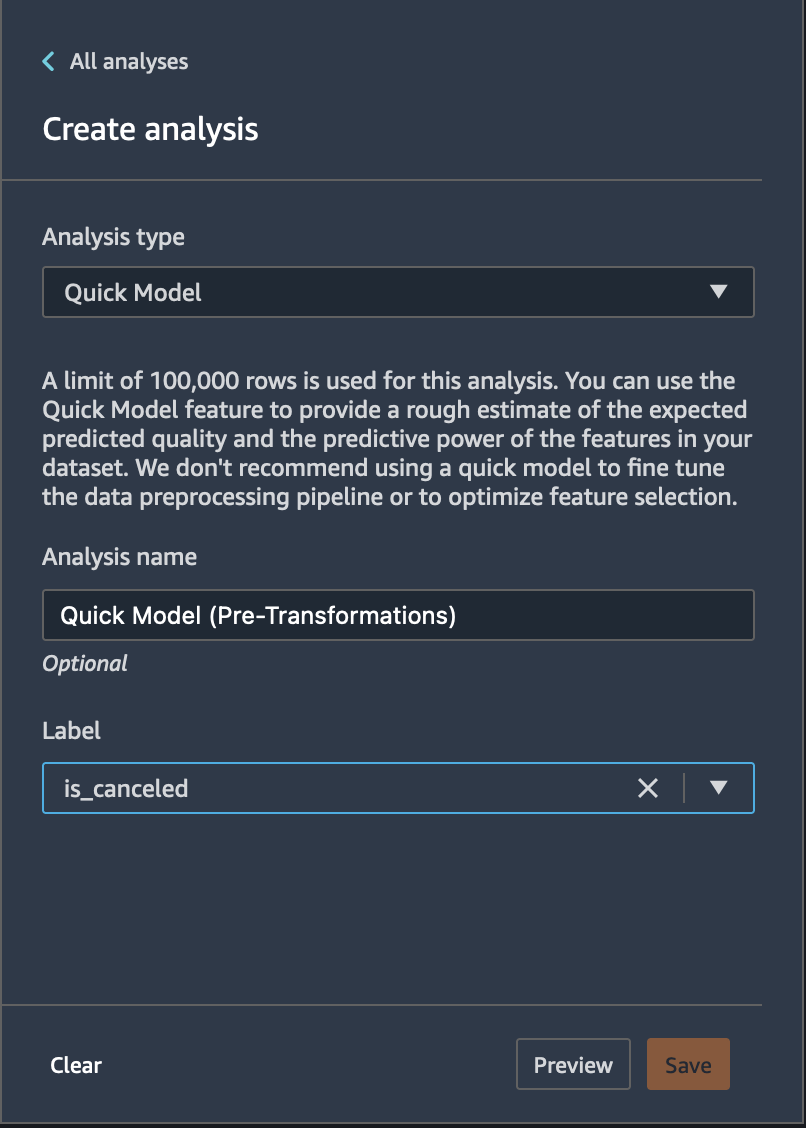 All analyses
Create analysis
Analysis type
Quick Model
A limit of 100,000 rows is used for this analysis. You can use the
Quick Model feature to provide a rough estimate of the expected
predicted quality and the predictive power of the features in your
dataset. We don't recommend using a quick model to fine tune
the data preprocessing pipeline or to optimize feature selection.
Analysis name
Quick Model (Pre-Transformations)
Optional
Label
is_canceled
Clear
Preview
Save